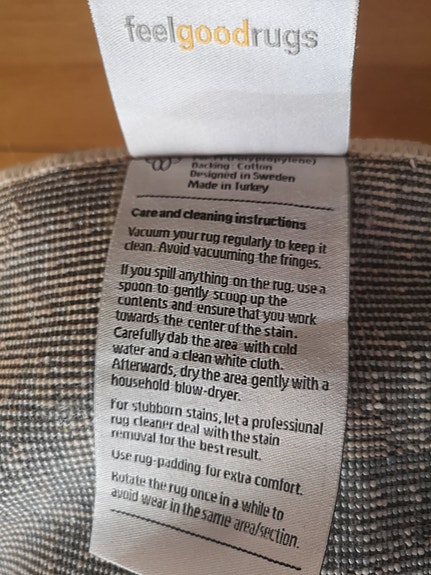 feelgoodrugs
(polypropylene)
Backing : Cotton
Designed in Sweden
Made in Turkey
Care and cleaning instructions
Vacuum your rug regularly to keep it
clean. Avoid vacuuming the fringes.
If you spill anything on the rug, use a
spoon to gently scoop up the
contents and ensure that you work
towards the center of the stain.
Carefully dab the area with cold
water and a clean white cloth.
Afterwards, dry the area gently with a
household blow-dryer.
For stubborn stains, let a professional
rug cleaner deal with the stain
removal for the best result.
Use rug-padding for extra comfort.
Rotate the rug once in a while to
avoid wear in the same area/section.